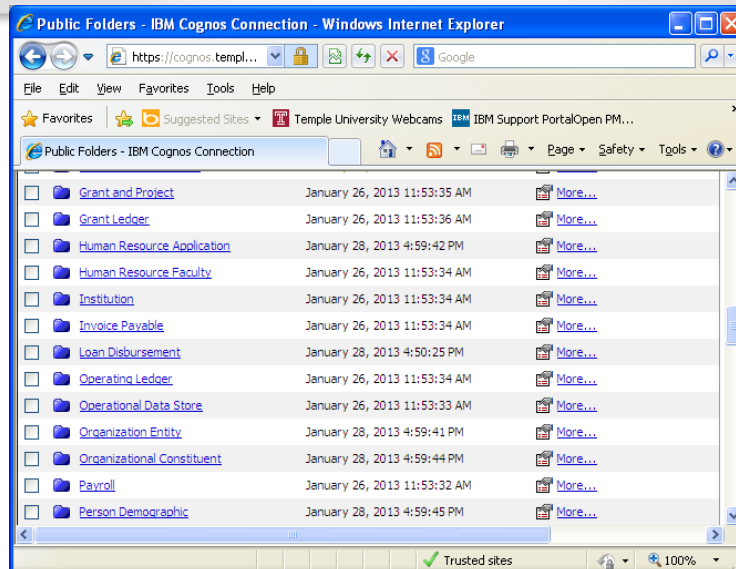 Public Folders - IBM Cognos Connection - Windows Internet Explorer
https://cognos.templ... Google
File Edit View Favorites Tools Help
Favorites Suggested Sites Temple University Webcams IBM IBM Support PortalOpen PM...
Public Folders - IBM Cognos Connection Page Safety Tools
Grant and Project January 26, 2013 11:53:35 AM More...
Grant Ledger January 26, 2013 11:53:36 AM More...
Human Resource Application January 28, 2013 4:59:42 PM More...
Human Resource Faculty January 26, 2013 11:53:34 AM More...
Institution January 26, 2013 11:53:34 AM More...
Invoice Payable January 26, 2013 11:53:34 AM More...
Loan Disbursement January 28, 2013 4:50:25 PM More...
Operating Ledger January 26, 2013 11:53:34 AM More...
Operational Data Store January 26, 2013 11:53:33 AM More...
Organization Entity January 28, 2013 4:59:41 PM More...
Organizational Constituent January 28, 2013 4:59:44 PM More...
Payroll January 26, 2013 11:53:32 AM More...
Person Demographic January 28, 2013 4:59:45 PM More...
Trusted sites 100%